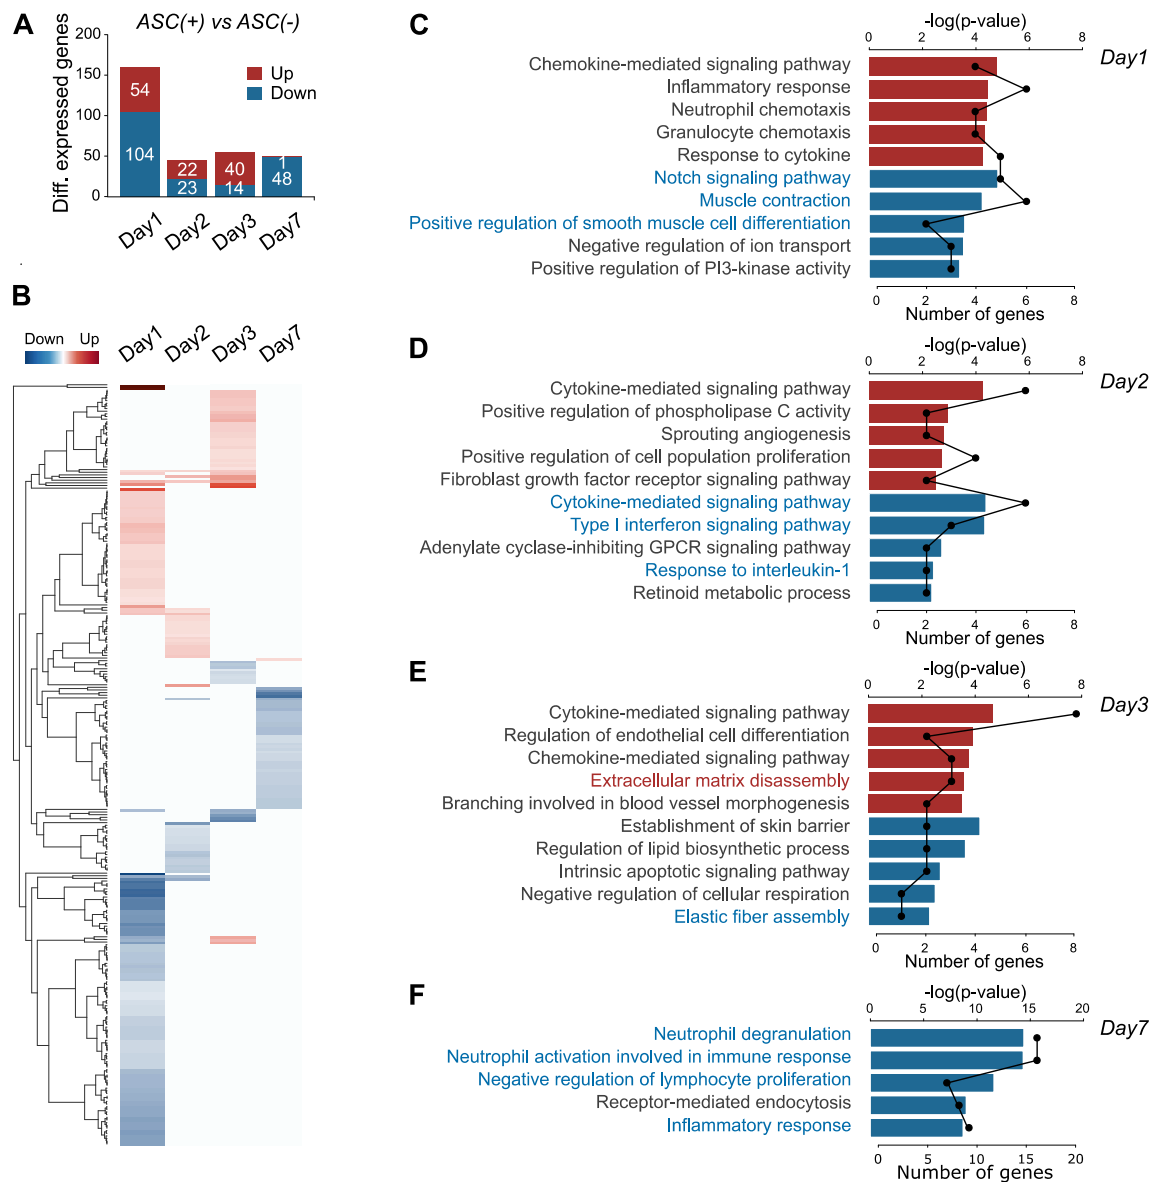 A
ASC(+) vs ASC(-)
Diff. expressed genes
200
150
100
50
0
Up
Down
54
104
22
23
40
14
1
48
Day1
Day2
Day3
Day7
B
Down Up
Day1
Day2
Day3
Day7
C
-log(p-value)
0 2 4 6 8
Day1
Chemokine-mediated signaling pathway
Inflammatory response
Neutrophil chemotaxis
Granulocyte chemotaxis
Response to cytokine
Notch signaling pathway
Muscle contraction
Positive regulation of smooth muscle cell differentiation
Negative regulation of ion transport
Positive regulation of PI3-kinase activity
0 2 4 6 8
Number of genes
D
-log(p-value)
0 2 4 6 8
Day2
Cytokine-mediated signaling pathway
Positive regulation of phospholipase C activity
Sprouting angiogenesis
Positive regulation of cell population proliferation
Fibroblast growth factor receptor signaling pathway
Cytokine-mediated signaling pathway
Type I interferon signaling pathway
Adenylate cyclase-inhibiting GPCR signaling pathway
Response to interleukin-1
Retinoid metabolic process
0 2 4 6 8
Number of genes
E
-log(p-value)
0 2 4 6 8
Day3
Cytokine-mediated signaling pathway
Regulation of endothelial cell differentiation
Chemokine-mediated signaling pathway
Extracellular matrix disassembly
Branching involved in blood vessel morphogenesis
Establishment of skin barrier
Regulation of lipid biosynthetic process
Intrinsic apoptotic signaling pathway
Negative regulation of cellular respiration
Elastic fiber assembly
0 2 4 6 8
Number of genes
F
-log(p-value)
0 5 10 15 20
Day7
Neutrophil degranulation
Neutrophil activation involved in immune response
Negative regulation of lymphocyte proliferation
Receptor-mediated endocytosis
Inflammatory response
0 5 10 15 20
Number of genes